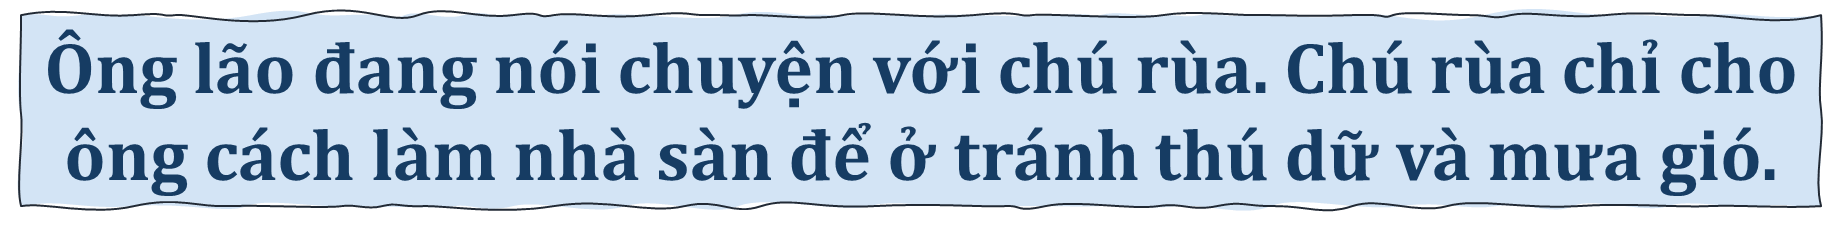 Ông lão đang nói chuyện với chú rùa. Chú rùa chỉ cho
ông cách làm nhà sàn để ở tránh thú dữ và mưa gió.